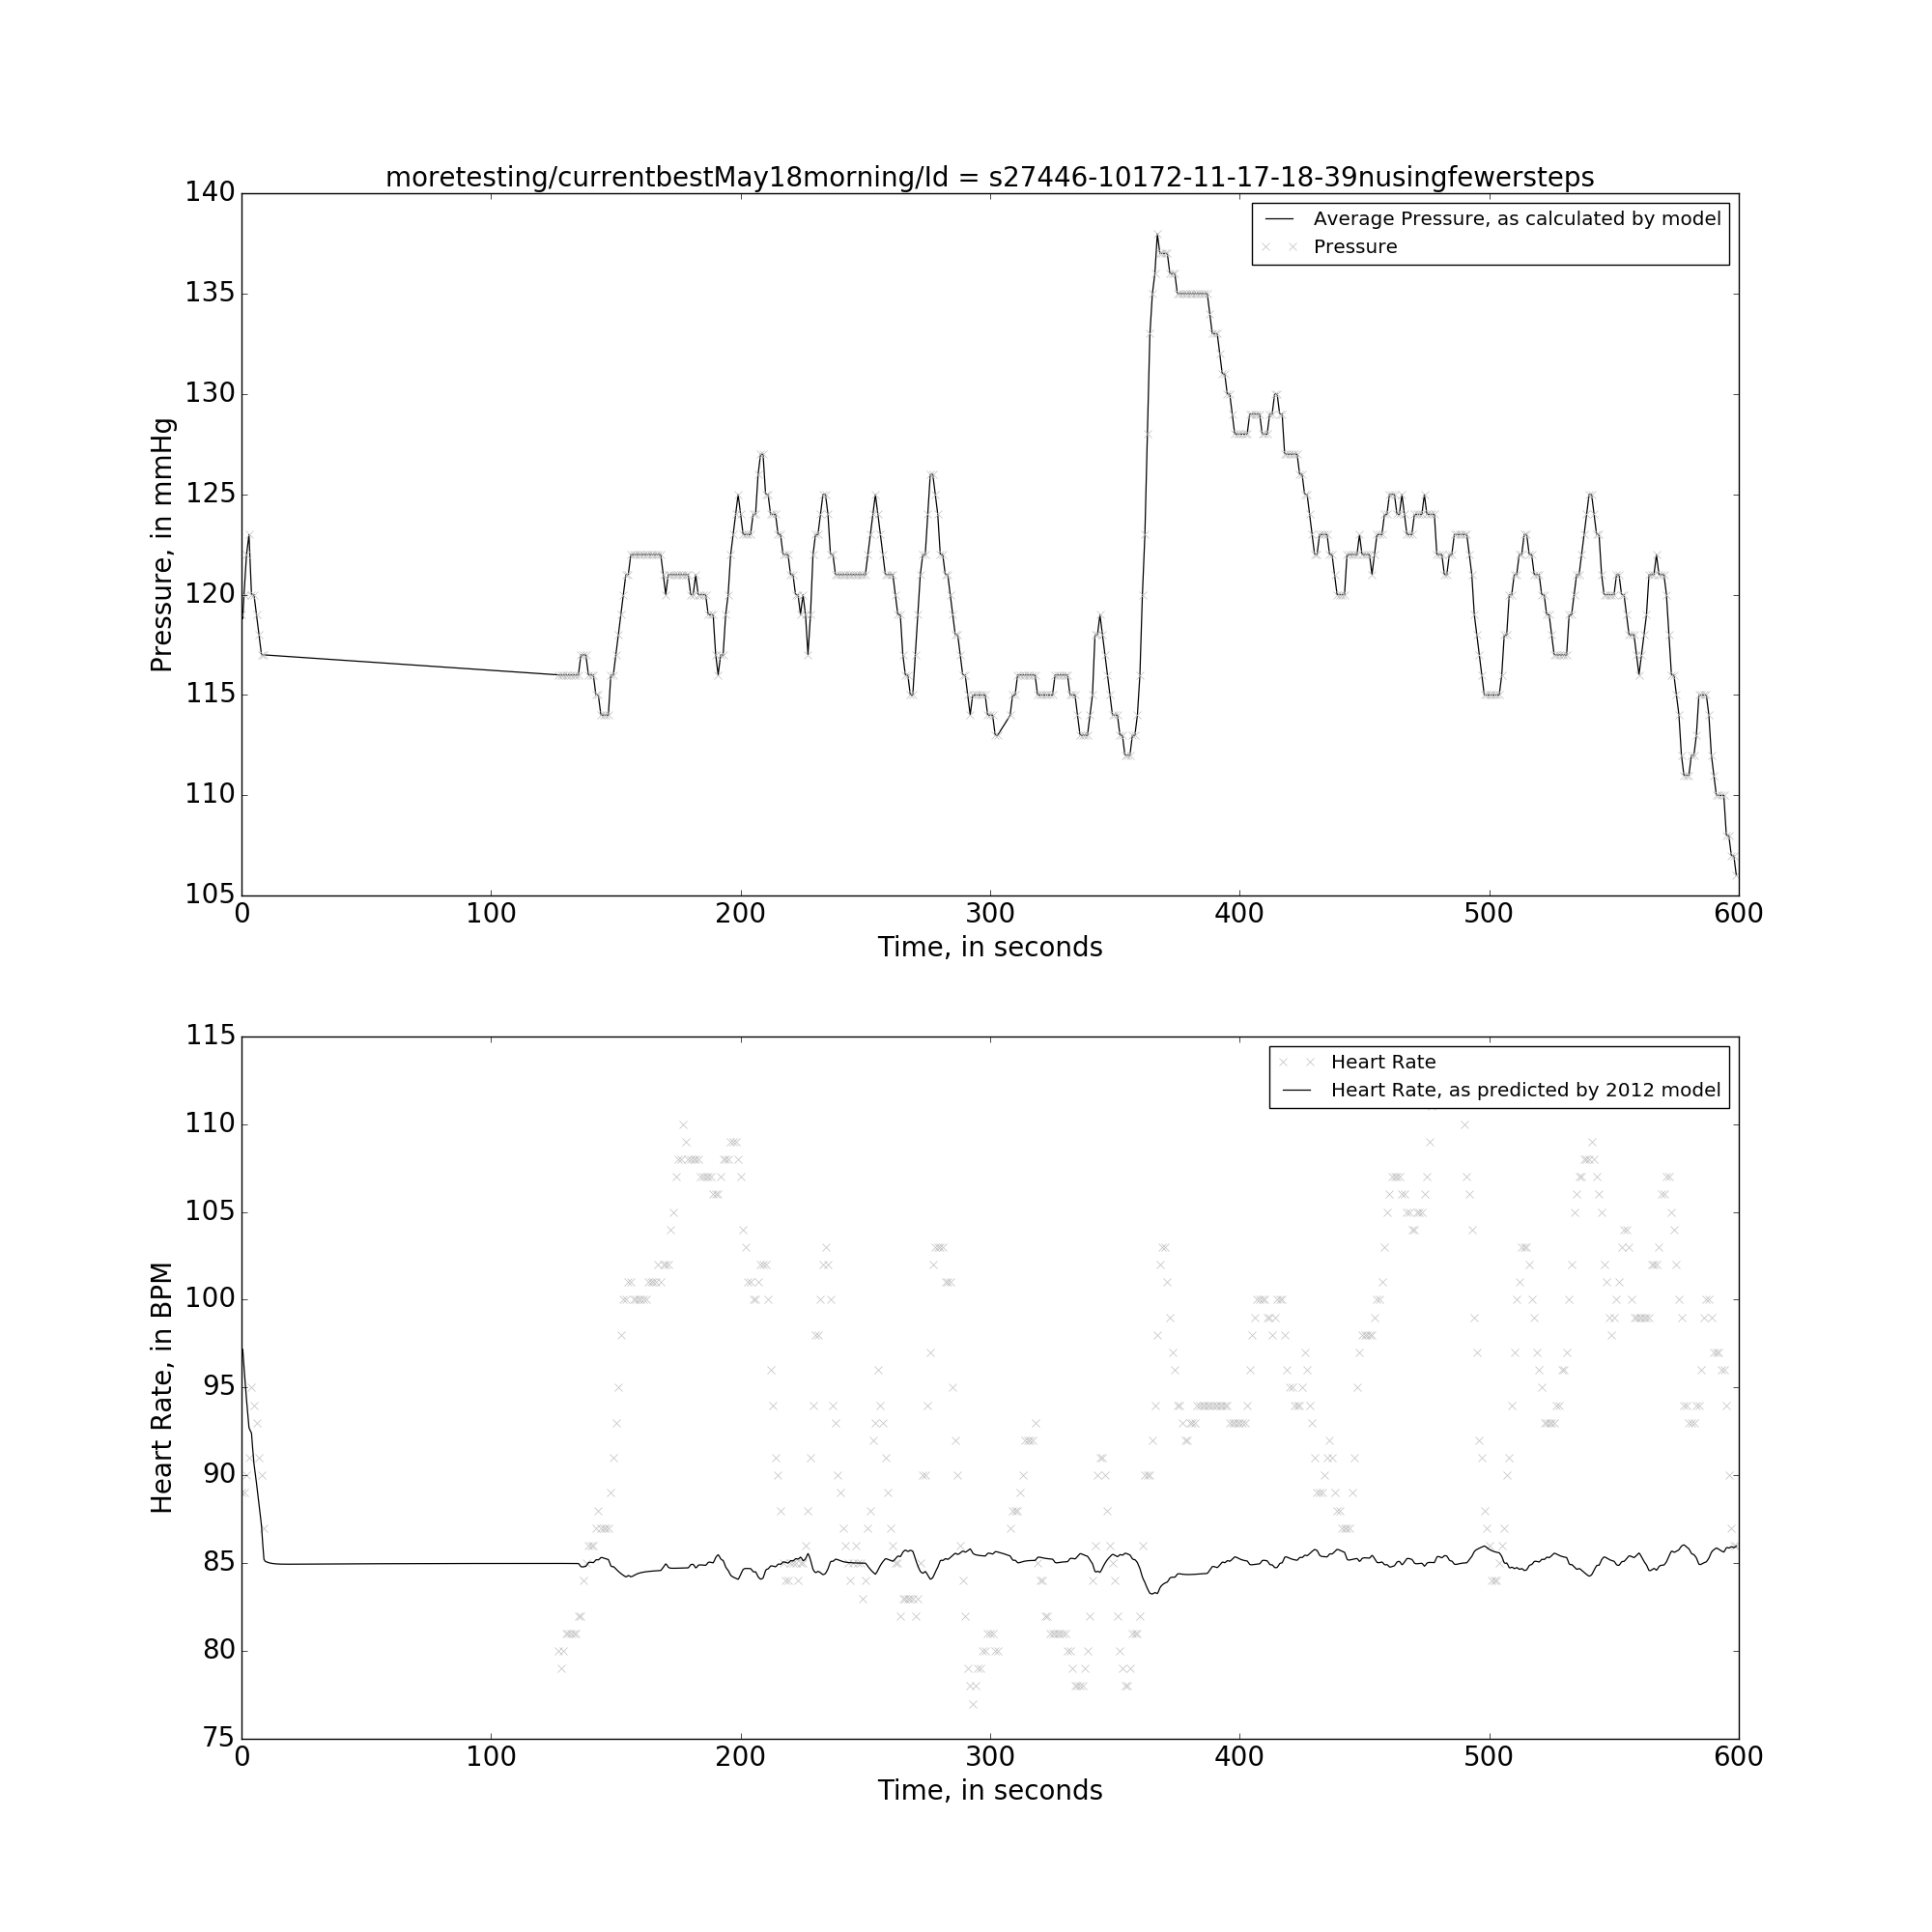 moretesting/currentbestMay18morning/Id = s27446-10172-11-17-18-39nusingfewersteps
140
135
130
125
120
115
110
105
Pressure, in mmHg
Average Pressure, as calculated by model
Pressure
0 100 200 300 400 500 600
Time, in seconds
115
110
105
100
95
90
85
80
75
Heart Rate, in BPM
Heart Rate
Heart Rate, as predicted by 2012 model
0 100 200 300 400 500 600
Time, in seconds